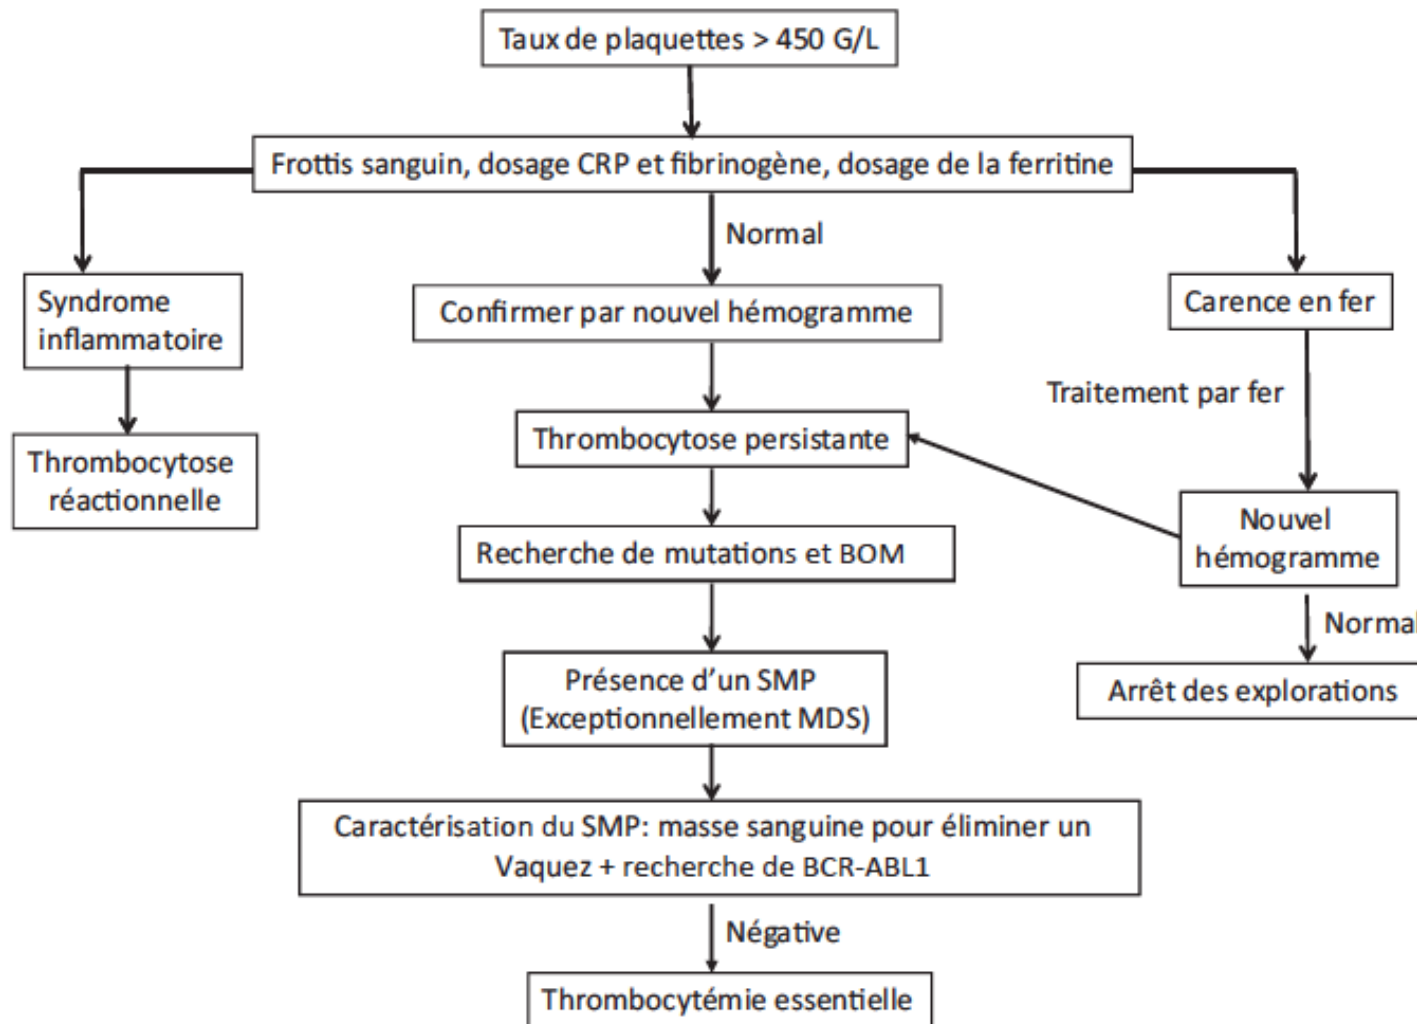 Taux de plaquettes > 450 G/L
Frottis sanguin, dosage CRP et fibrinogène, dosage de la ferritine
Normal
Syndrome
inflammatoire
Confirmer par nouvel hémogramme
Carence en fer
Traitement par fer
Thrombocytose
réactionnelle
Thrombocytose persistante
Nouvel
hémogramme
Recherche de mutations et BOM
Normal
Présence d'un SMP
(Exceptionnellement MDS)
Arrêt des explorations
Caractérisation du SMP: masse sanguine pour éliminer un
Vaquez + recherche de BCR-ABL1
Négative
Thrombocytémie essentielle